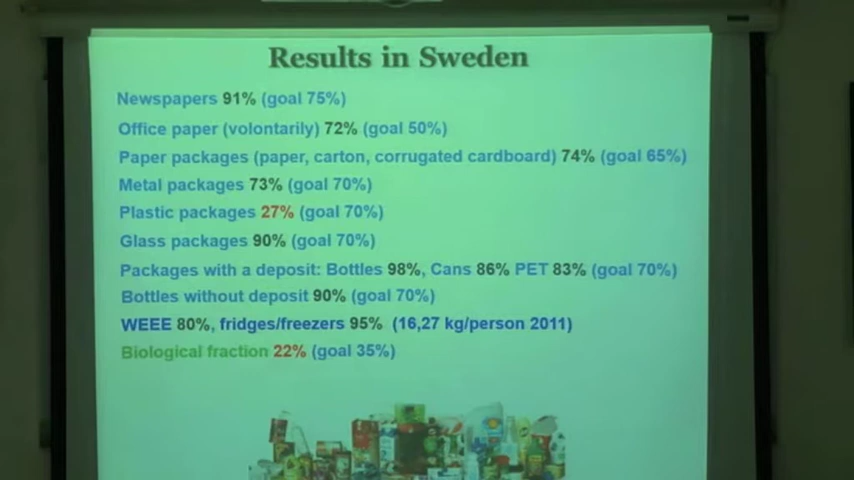 Results in Sweden
Newspapers 91% (goal 75%)
Office paper (volontarily) 72% (goal 50%)
Paper packages (paper, carton, corrugated cardboard) 74% (goal 65%)
Metal packages 73% (goal 70%)
Plastic packages 27% (goal 70%)
Glass packages 90% (goal 70%)
Packages with a deposit: Bottles 98%, Cans 86% PET 83% (goal 70%)
Bottles without deposit 90% (goal 70%)
WEEE 80%, fridges/freezers 95% (16,27 kg/person 2011)
Biological fraction 22% (goal 35%)